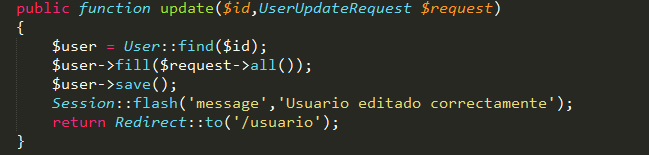 public function update($id,UserUpdateRequest $request)
{
    $user = User::find($id);
    $user->fill($request->all());
    $user->save();
    Session::flash('message','Usuario editado correctamente');
    return Redirect::to('/usuario');
}